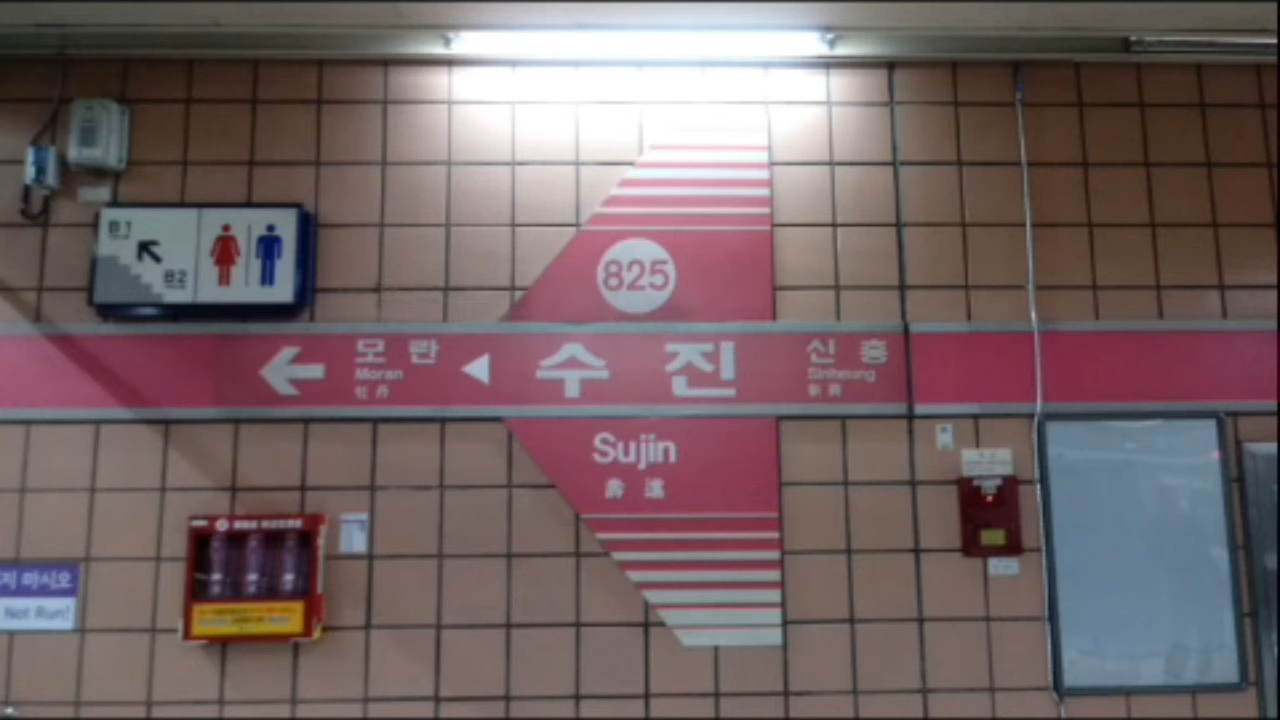 B1
B2
825
모란
Moran
牡丹
수진
신흥
Sinheung
新興
Sujin
壽進
지 마시오
Not Run!